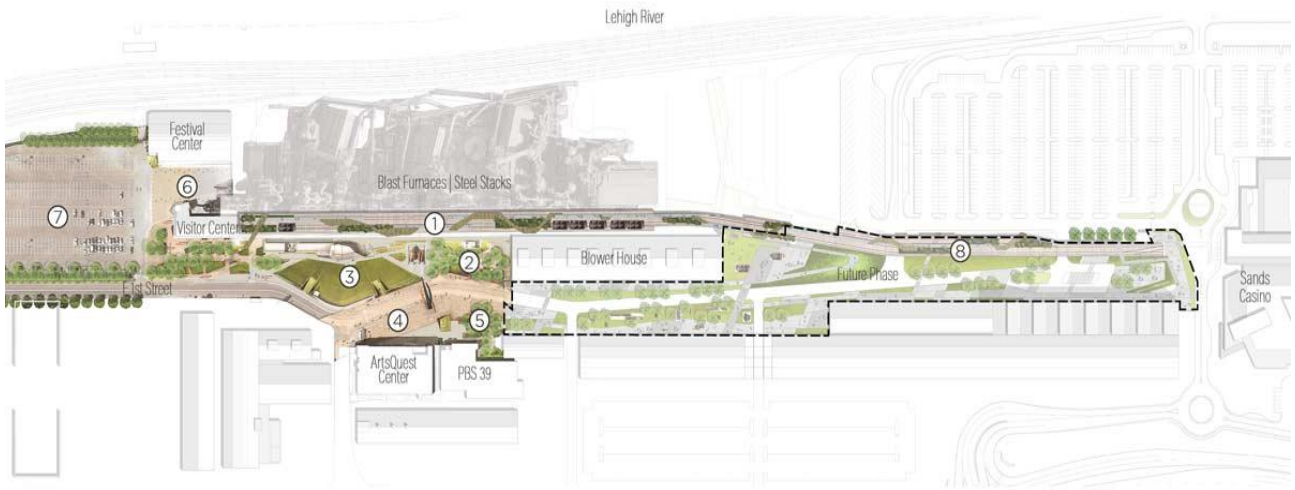 Lehigh River
Festival
Center
6
Blast Furnaces | Steel Stacks
7
1
Visitor Center
2
Blower House
8
3
Future Phase
E 1st Street
Sands
Casino
4
5
ArtsQuest
Center
PBS 39